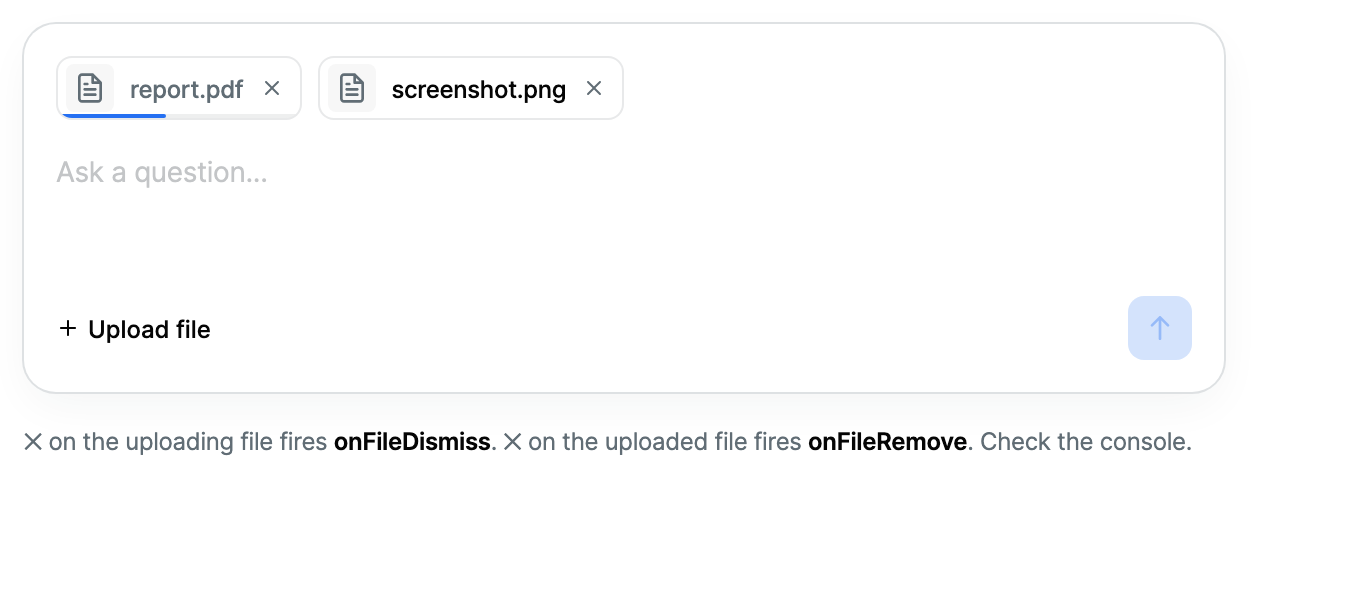 report.pdf
screenshot.png
Ask a question...
+ Upload file
✕ on the uploading file fires onFileDismiss. ✕ on the uploaded file fires onFileRemove. Check the console.